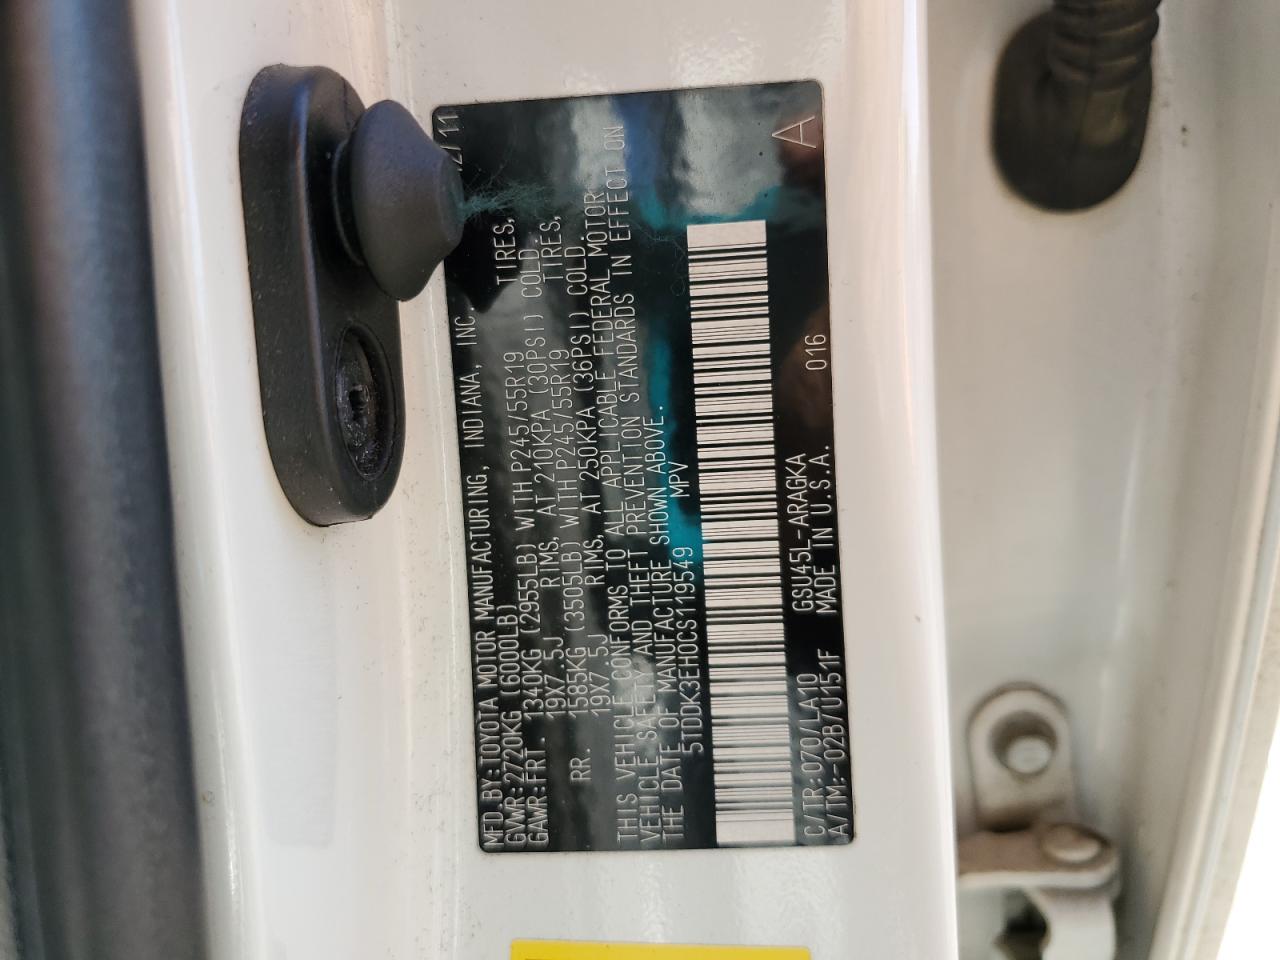 MFD BY:TOYOTA MOTOR MANUFACTURING, INDIANA, INC. 2/11
GVWR:2720KG (6000LB)
GAWR:FRT. 1340KG (2955LB) WITH P245/55R19 TIRES,
19X7.5J RIMS, AT 210KPA (30PSI) COLD.
RR. 1585KG (3505LB) WITH P245/55R19 TIRES,
19X7.5J RIMS, AT 250KPA (36PSI) COLD.
THIS VEHICLE CONFORMS TO ALL APPLICABLE FEDERAL MOTOR
VEHICLE SAFETY AND THEFT PREVENTION STANDARDS IN EFFECT ON
THE DATE OF MANUFACTURE SHOWN ABOVE.
5TDDK3EH0CS119549 MPV
C/TR:070/LA10 GSU45L-ARAGKA
A/TM:-02B/U151F MADE IN U.S.A. 016 A